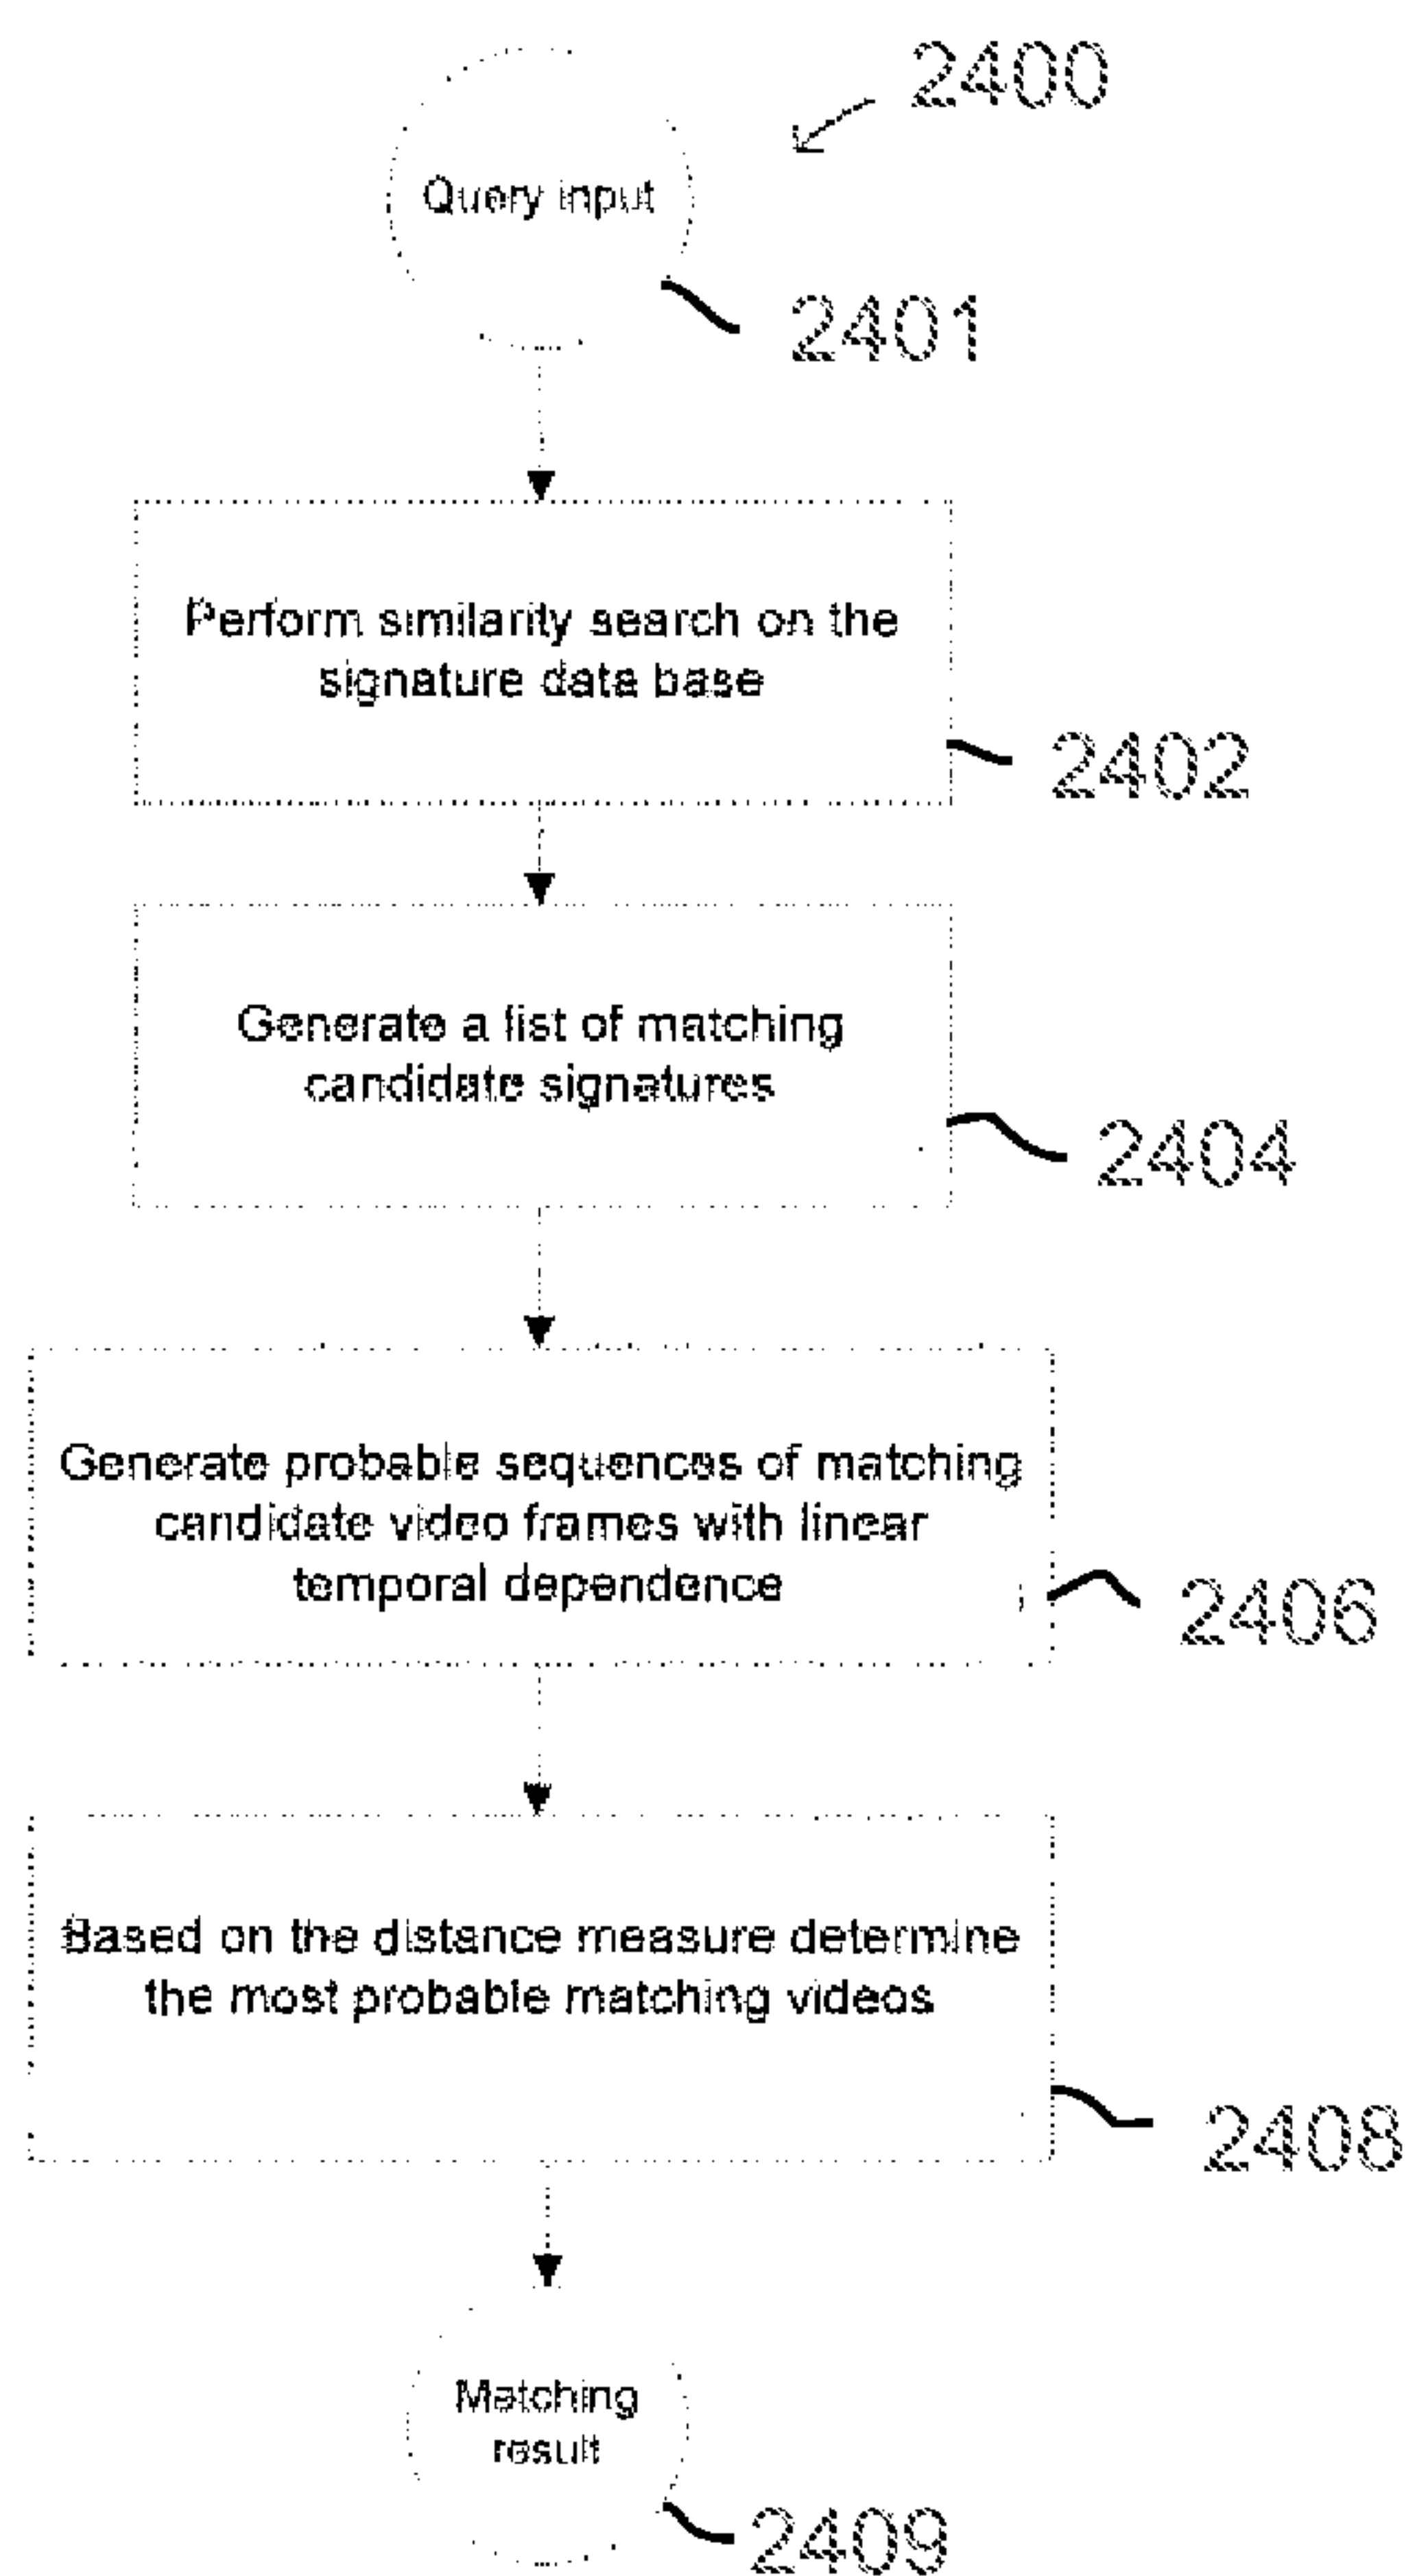 2400
Query input
2401
Perform similarity search on the
signature data base
2402
Generate a list of matching
candidate signatures
2404
Generate probable sequences of matching
candidate video frames with linear
temporal dependence
2406
Based on the distance measure determine
the most probable matching videos
2408
Matching
result
2409